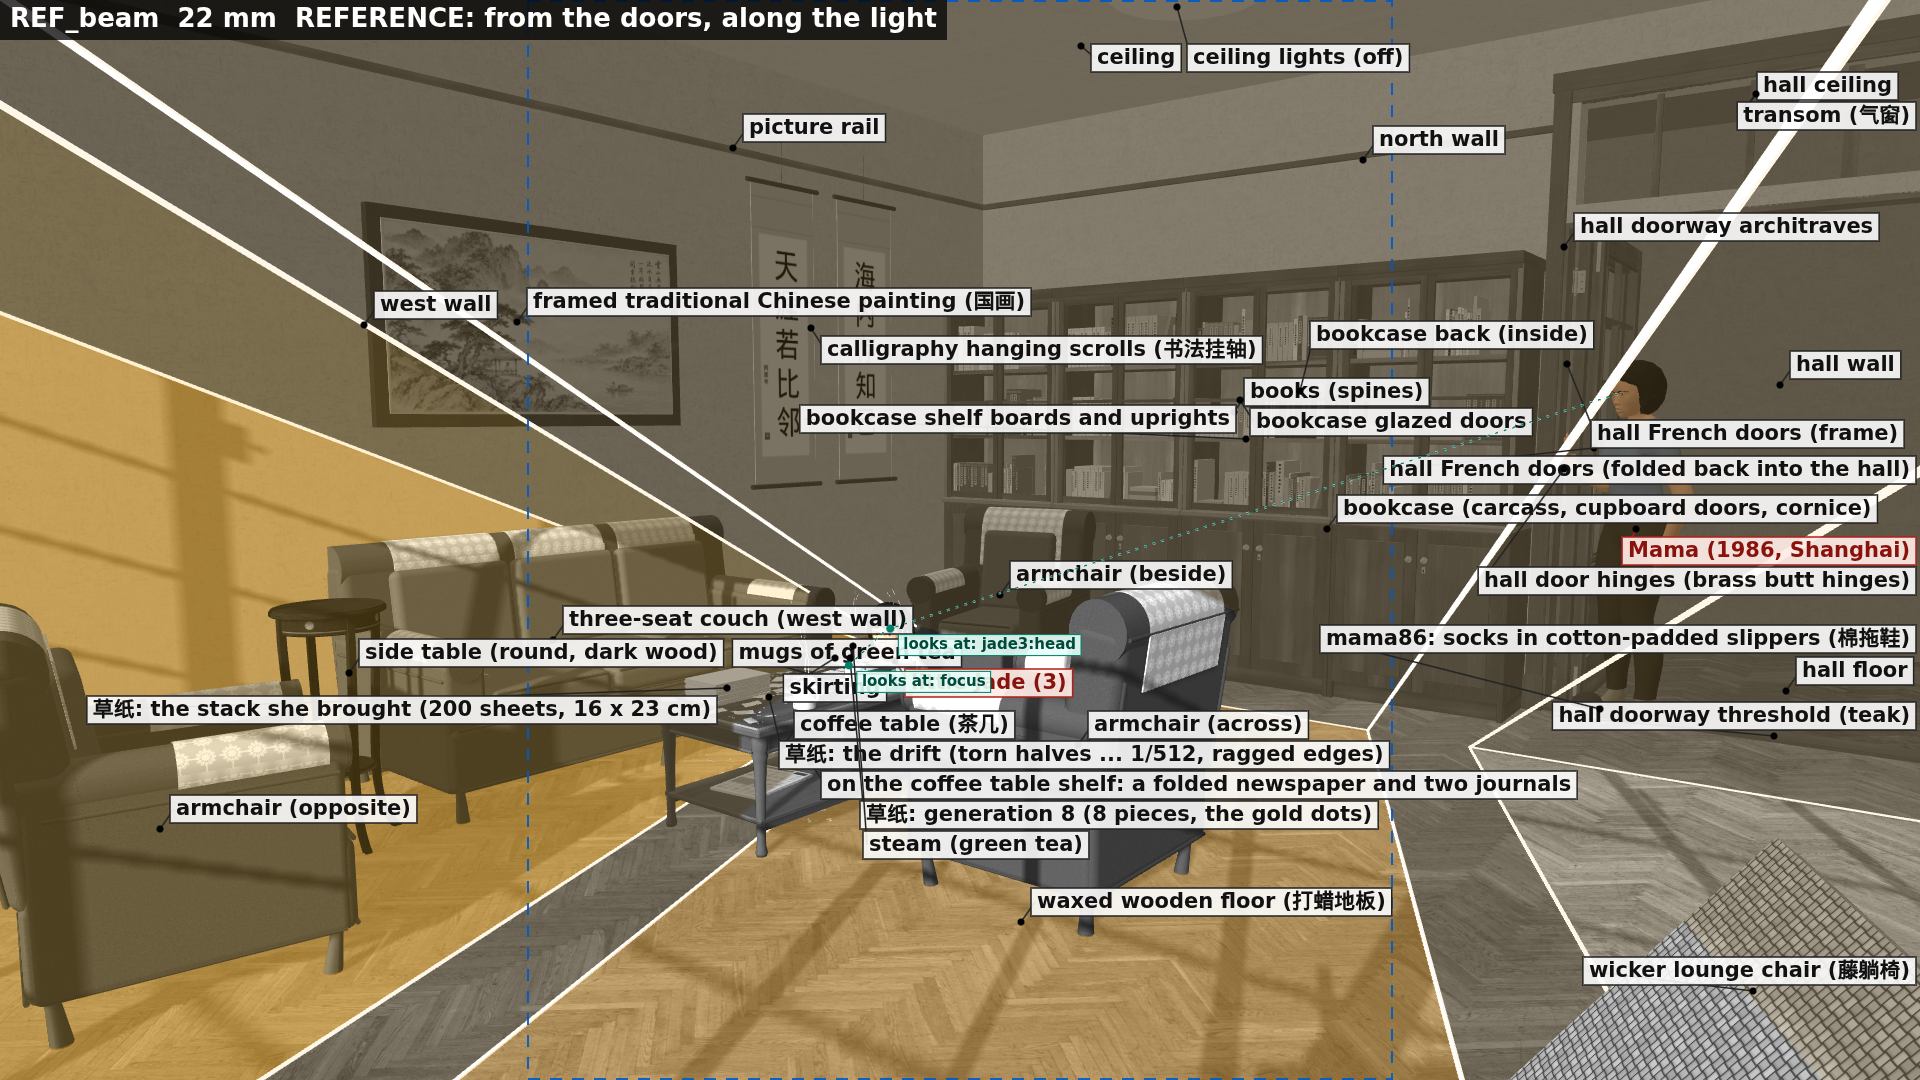 REF_beam 22 mm REFERENCE: from the doors, along the light
ceiling
ceiling lights (off)
hall ceiling
transom (气窗)
picture rail
north wall
hall doorway architraves
west wall
framed traditional Chinese painting (国画)
天
若
比
邻
海
知
calligraphy hanging scrolls (书法挂轴)
bookcase back (inside)
hall wall
books (spines)
bookcase shelf boards and uprights
bookcase glazed doors
hall French doors (frame)
hall French doors (folded back into the hall)
bookcase (carcass, cupboard doors, cornice)
Mama (1986, Shanghai)
armchair (beside)
hall door hinges (brass butt hinges)
three-seat couch (west wall)
looks at: jade3:head
mama86: socks in cotton-padded slippers (棉拖鞋)
side table (round, dark wood)
mugs of green tea
hall floor
looks at: focus
(3)
草纸: the stack she brought (200 sheets, 16 x 23 cm)
hall doorway threshold (teak)
coffee table (茶几)
armchair (across)
草纸: the drift (torn halves ... 1/512, ragged edges)
on the coffee table shelf: a folded newspaper and two journals
armchair (opposite)
草纸: generation 8 (8 pieces, the gold dots)
steam (green tea)
waxed wooden floor (打蜡地板)
wicker lounge chair (藤躺椅)